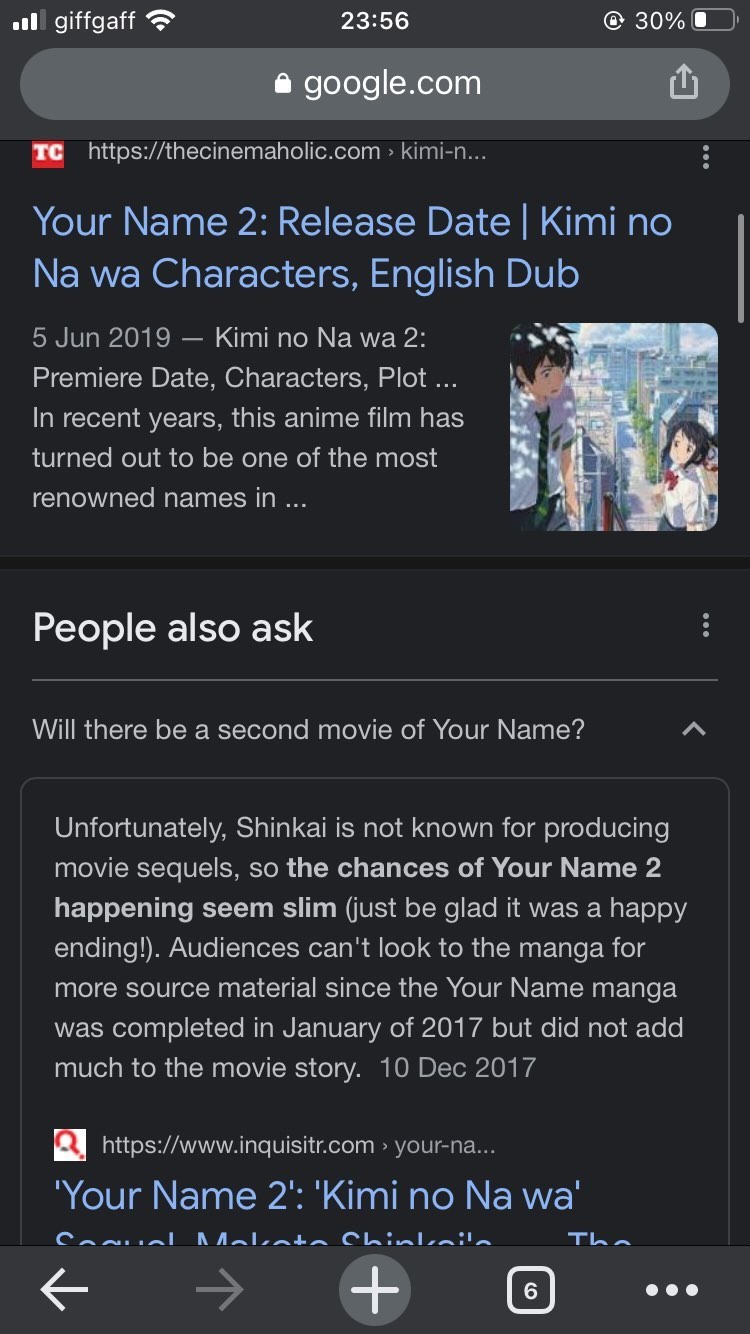 giffgaff
23:56
30%
google.com
TC
https://thecinemaholic.com › kimi-n...
Your Name 2: Release Date | Kimi no
Na wa Characters, English Dub
5 Jun 2019 — Kimi no Na wa 2:
Premiere Date, Characters, Plot ...
In recent years, this anime film has
turned out to be one of the most
renowned names in ...
People also ask
Will there be a second movie of Your Name?
Unfortunately, Shinkai is not known for producing
movie sequels, so the chances of Your Name 2
happening seem slim (just be glad it was a happy
ending!). Audiences can't look to the manga for
more source material since the Your Name manga
was completed in January of 2017 but did not add
much to the movie story. 10 Dec 2017
https://www.inquisitr.com › your-na...
'Your Name 2': 'Kimi no Na wa'
Sequel, Makoto Shinkai's ... - The
6